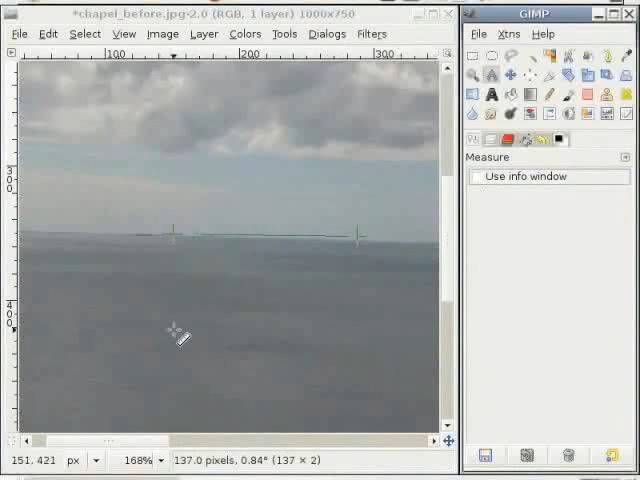 *chapel_before.jpg-2.0 (RGB, 1 layer) 1000x750
File Edit Select View Image Layer Colors Tools Dialogs Filters
100 200 300
300
400
151, 421 px 168% 137.0 pixels, 0.84° (137 × 2)
GIMP
File Xtns Help
Measure
Use info window